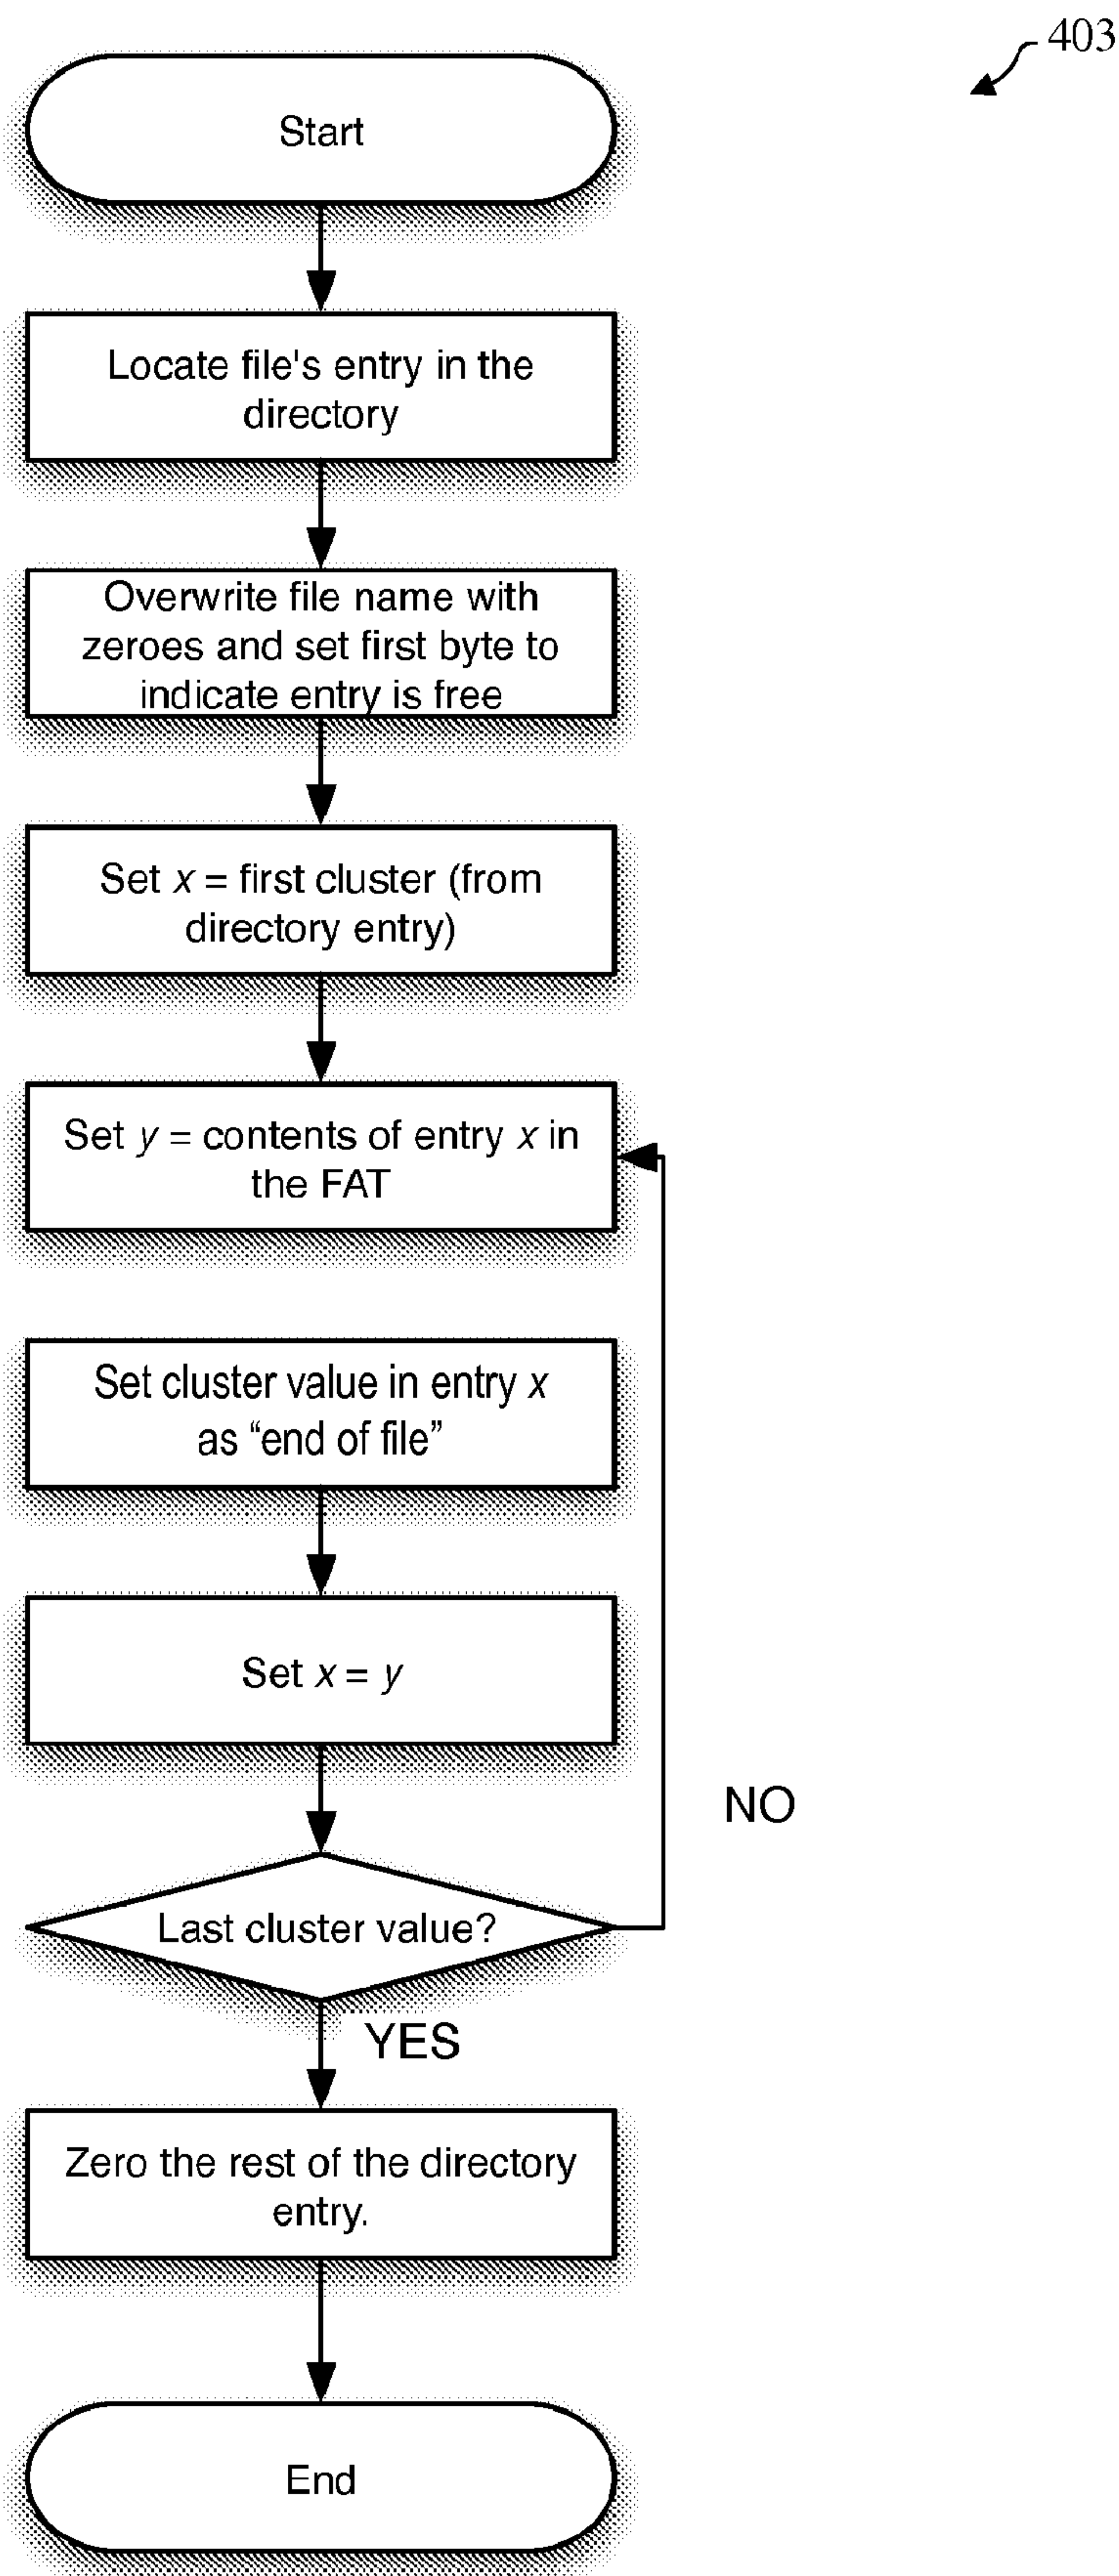 403
Start
Locate file's entry in the
directory
Overwrite file name with
zeroes and set first byte to
indicate entry is free
Set x = first cluster (from
directory entry)
Set y = contents of entry x in
the FAT
Set cluster value in entry x
as “end of file”
Set x = y
NO
Last cluster value?
YES
Zero the rest of the directory
entry.
End